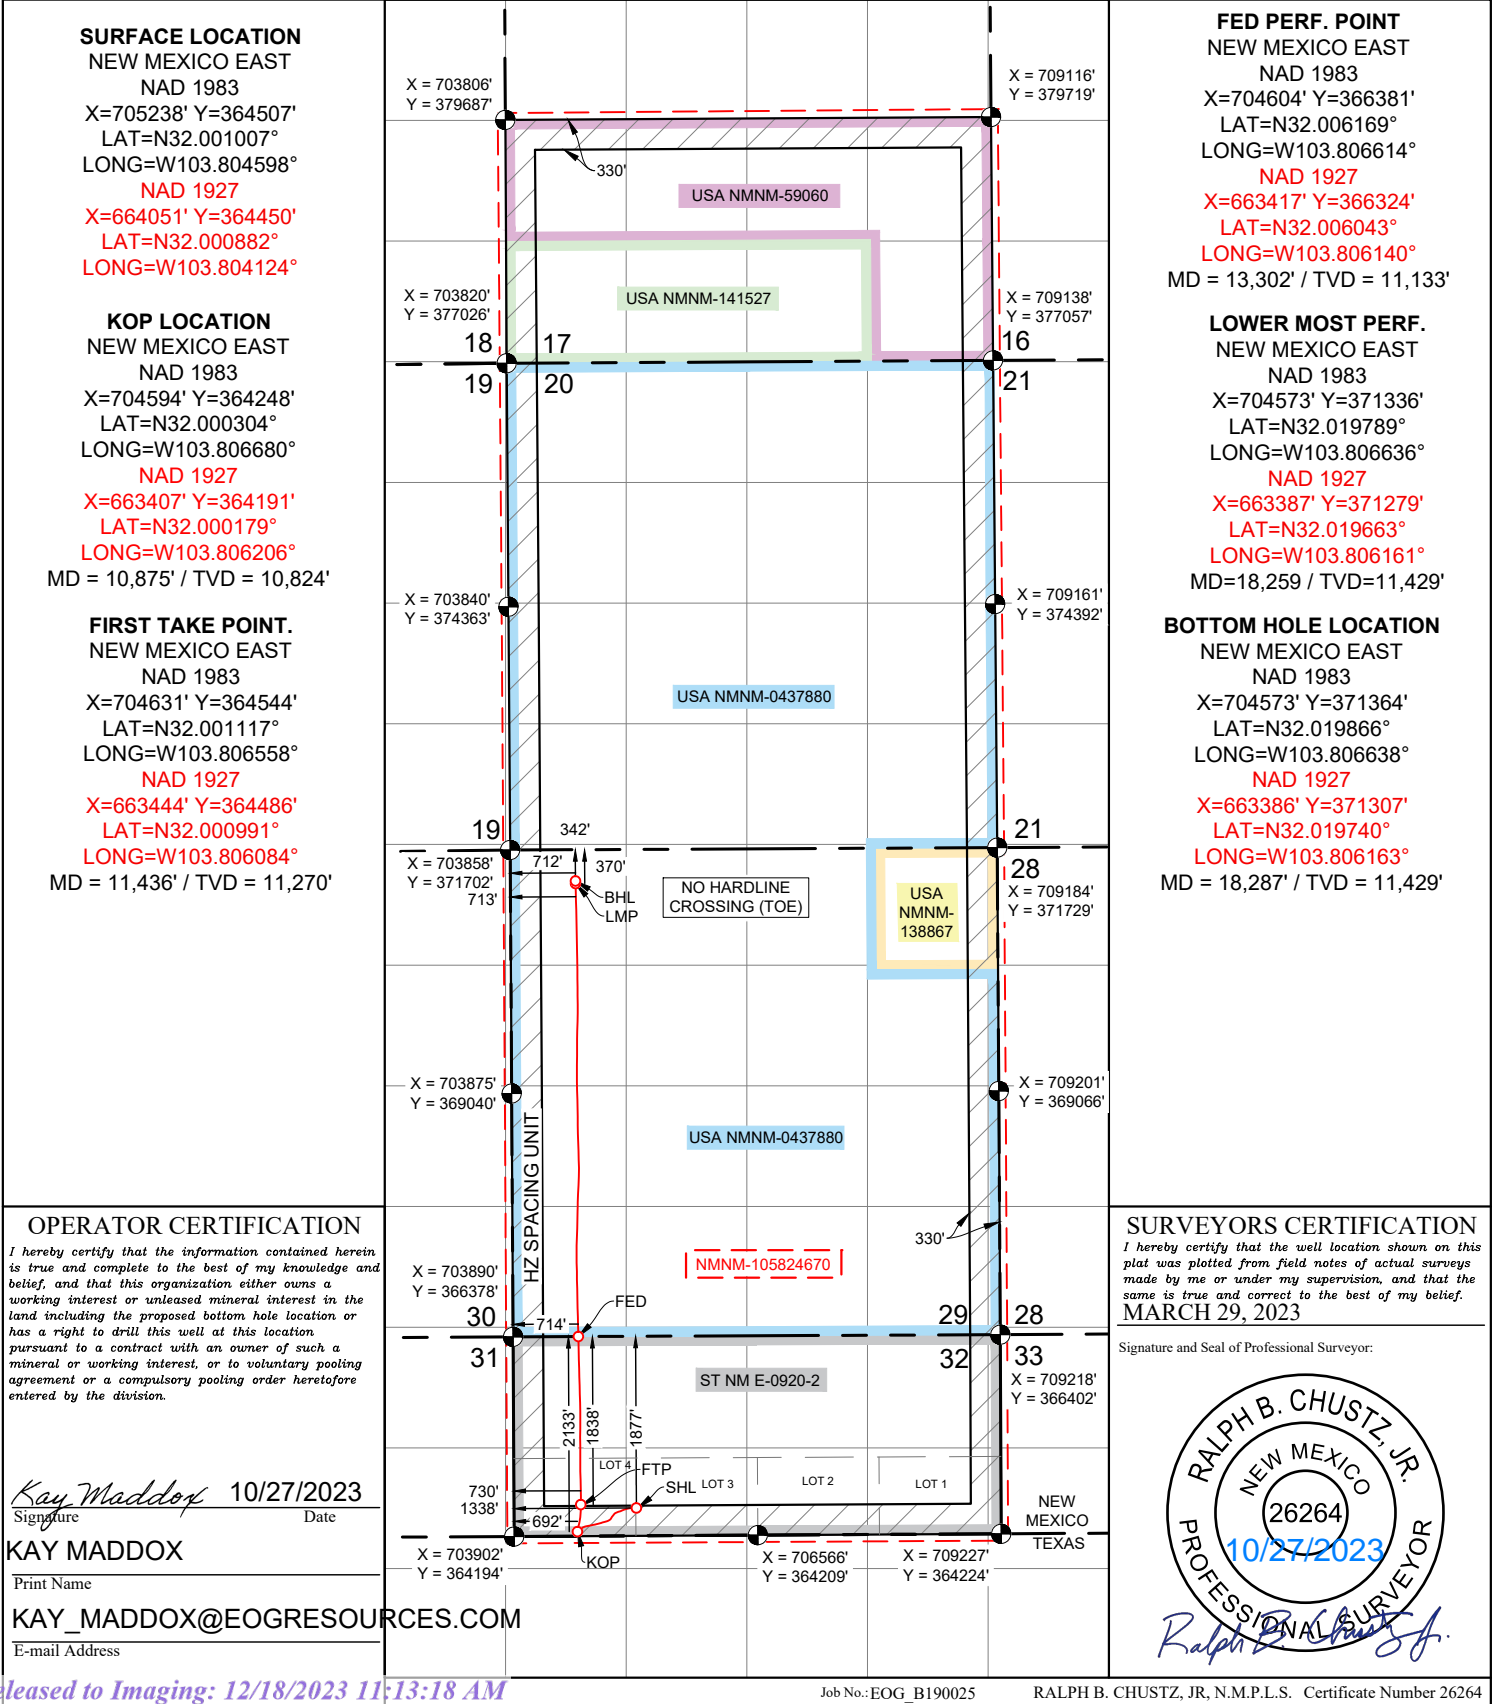 SURFACE LOCATION
NEW MEXICO EAST
NAD 1983
X=705238' Y=364507'
LAT=N32.001007°
LONG=W103.804598°
NAD 1927
X=664051' Y=364450'
LAT=N32.000882°
LONG=W103.804124°
KOP LOCATION
NEW MEXICO EAST
NAD 1983
X=704594' Y=364248'
LAT=N32.000304°
LONG=W103.806680°
NAD 1927
X=663407' Y=364191'
LAT=N32.000179°
LONG=W103.806206°
MD = 10,875' / TVD = 10,824'
FIRST TAKE POINT.
NEW MEXICO EAST
NAD 1983
X=704631' Y=364544'
LAT=N32.001117°
LONG=W103.806558°
NAD 1927
X=663444' Y=364486'
LAT=N32.000991°
LONG=W103.806084°
MD = 11,436' / TVD = 11,270'
OPERATOR CERTIFICATION
I hereby certify that the information contained herein
is true and complete to the best of my knowledge and
belief, and that this organization either owns a
working interest or unleased mineral interest in the
land including the proposed bottom hole location or
has a right to drill this well at this location
pursuant to a contract with an owner of such a
mineral or working interest, or to voluntary pooling
agreement or a compulsory pooling order heretofore
entered by the division.
Kay Maddox 10/27/2023
Signature Date
KAY MADDOX
Print Name
KAY_MADDOX@EOGRESOURCES.COM
E-mail Address
X = 703806'
Y = 379687'
X = 709116'
Y = 379719'
330'
USA NMNM-59060
USA NMNM-141527
X = 703820'
Y = 377026'
X = 709138'
Y = 377057'
18 17 16
19 20 21
X = 703840'
Y = 374363'
X = 709161'
Y = 374392'
USA NMNM-0437880
19 342' 21
712' 370' 28
X = 703858'
Y = 371702'
713'
BHL
LMP
NO HARDLINE
CROSSING (TOE)
USA
NMNM-
138867
X = 709184'
Y = 371729'
X = 703875'
Y = 369040'
X = 709201'
Y = 369066'
HZ SPACING UNIT
USA NMNM-0437880
330'
NMNM-105824670
X = 703890'
Y = 366378'
FED
30 714' 29 28
31 32 33
ST NM E-0920-2
X = 709218'
Y = 366402'
2133'
1838'
1877'
LOT 4
LOT 3
LOT 2
LOT 1
FTP
SHL
730'
1338'
692'
KOP
NEW
MEXICO
TEXAS
X = 703902'
Y = 364194'
X = 706566'
Y = 364209'
X = 709227'
Y = 364224'
FED PERF. POINT
NEW MEXICO EAST
NAD 1983
X=704604' Y=366381'
LAT=N32.006169°
LONG=W103.806614°
NAD 1927
X=663417' Y=366324'
LAT=N32.006043°
LONG=W103.806140°
MD = 13,302' / TVD = 11,133'
LOWER MOST PERF.
NEW MEXICO EAST
NAD 1983
X=704573' Y=371336'
LAT=N32.019789°
LONG=W103.806636°
NAD 1927
X=663387' Y=371279'
LAT=N32.019663°
LONG=W103.806161°
MD=18,259 / TVD=11,429'
BOTTOM HOLE LOCATION
NEW MEXICO EAST
NAD 1983
X=704573' Y=371364'
LAT=N32.019866°
LONG=W103.806638°
NAD 1927
X=663386' Y=371307'
LAT=N32.019740°
LONG=W103.806163°
MD = 18,287' / TVD = 11,429'
SURVEYORS CERTIFICATION
I hereby certify that the well location shown on this
plat was plotted from field notes of actual surveys
made by me or under my supervision, and that the
same is true and correct to the best of my belief.
MARCH 29, 2023
Signature and Seal of Professional Surveyor:
RALPH B. CHUSTZ, JR.
NEW MEXICO
26264
10/27/2023
PROFESSIONAL SURVEYOR
Ralph B. Chustz Jr.
eleased to Imaging: 12/18/2023 11:13:18 AM
Job No.: EOG_B190025
RALPH B. CHUSTZ, JR, N.M.P.L.S. Certificate Number 26264